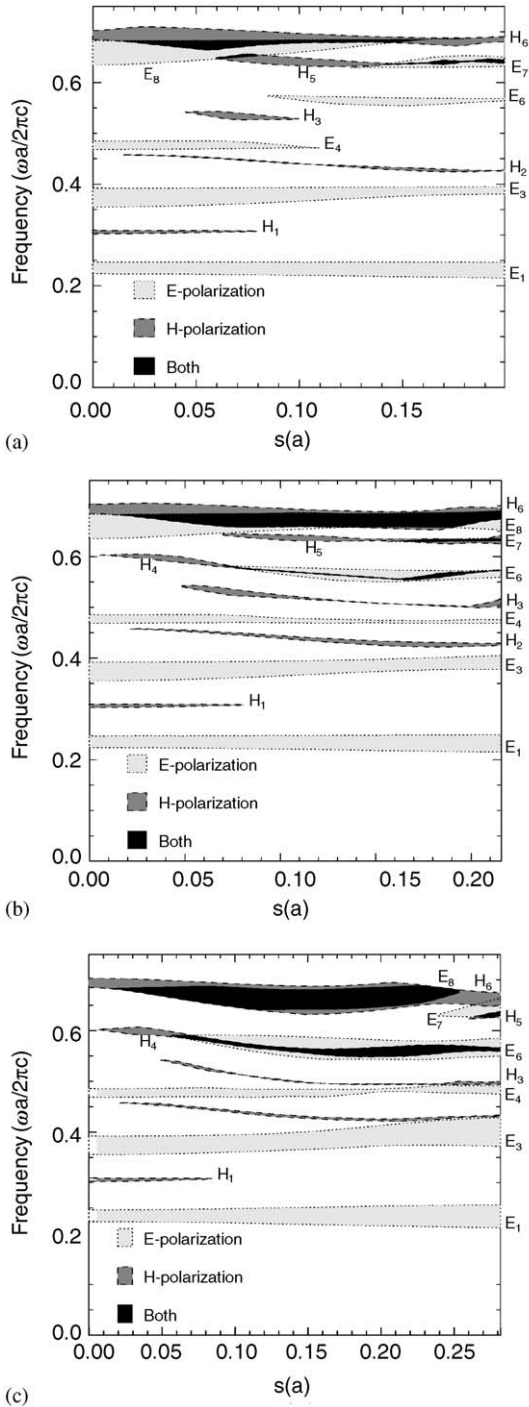 H6
E7
E8
H5
E6
H3
E4
H2
E3
H1
E1
0.6
0.4
0.2
0.0
Frequency (ωa/2πc)
E-polarization
H-polarization
Both
0.00 0.05 0.10 0.15
s(a)
(a)
H6
E8
E7
H5
H4
E6
H3
E4
H2
E3
H1
E1
0.6
0.4
0.2
0.0
Frequency (ωa/2πc)
E-polarization
H-polarization
Both
0.00 0.05 0.10 0.15 0.20
s(a)
(b)
E8
H6
E7
H5
H4
E6
H3
E4
E3
H1
E1
0.6
0.4
0.2
0.0
Frequency (ωa/2πc)
E-polarization
H-polarization
Both
0.00 0.05 0.10 0.15 0.20 0.25
s(a)
(c)